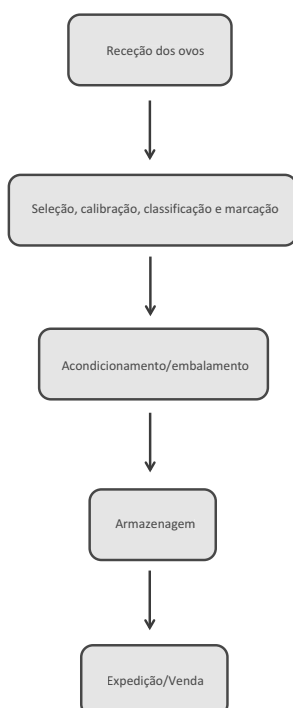 Receção dos ovos
Seleção, calibração, classificação e marcação
Acondicionamento/embalamento
Armazenagem
Expedição/Venda